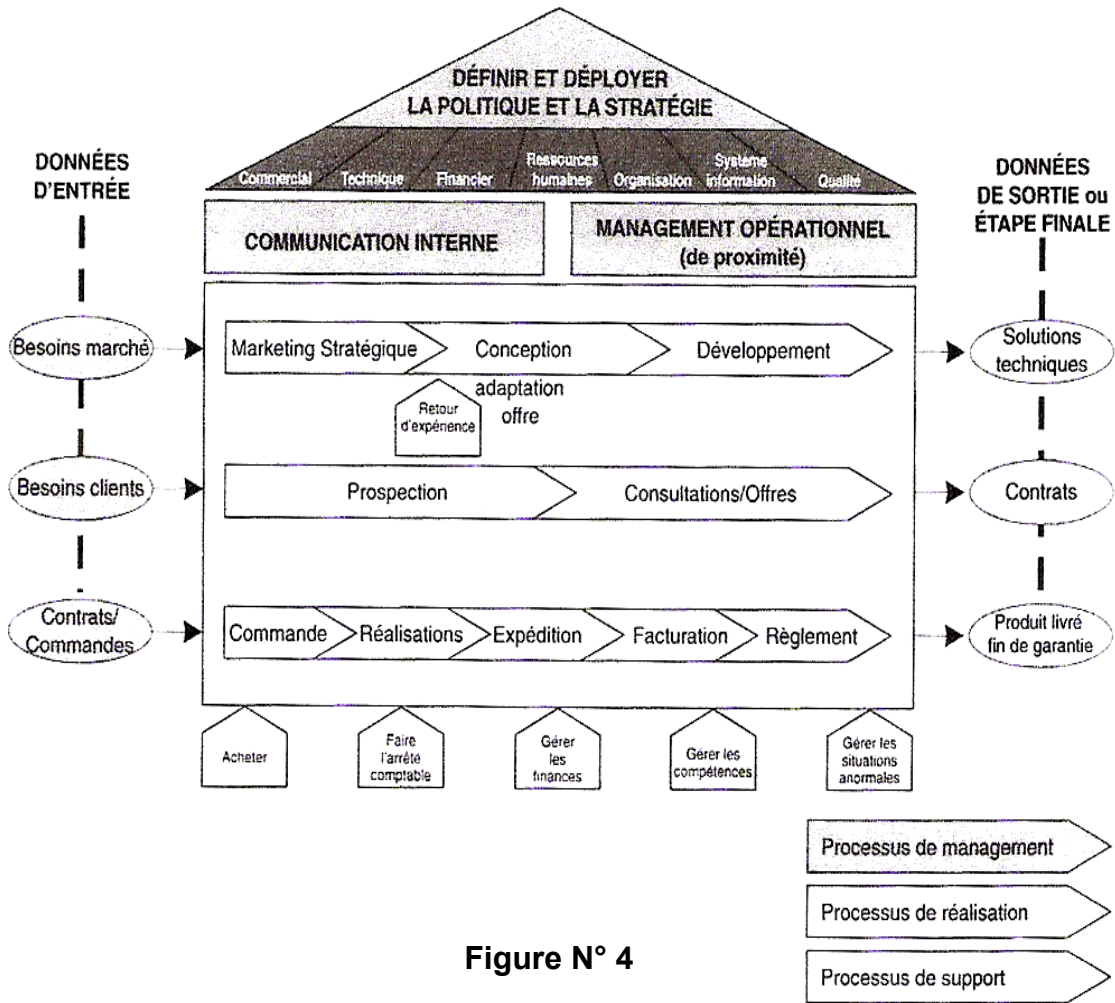 DÉFINIR ET DÉPLOYER
LA POLITIQUE ET LA STRATÉGIE
Commercial
Technique
Financier
Ressources
humaines
Organisation
Système
information
Qualité
DONNÉES
D'ENTRÉE
DONNÉES
DE SORTIE ou
ÉTAPE FINALE
COMMUNICATION INTERNE
MANAGEMENT OPÉRATIONNEL
(de proximité)
Besoins marché
Marketing Stratégique
Conception
Développement
Solutions
techniques
adaptation
offre
Retour
d'expérience
Besoins clients
Prospection
Consultations/Offres
Contrats
Contrats/
Commandes
Commande
Réalisations
Expédition
Facturation
Règlement
Produit livré
fin de garantie
Acheter
Faire
l'arrêté
comptable
Gérer
les
finances
Gérer les
compétences
Gérer les
situations
anormales
Processus de management
Processus de réalisation
Processus de support
Figure N° 4